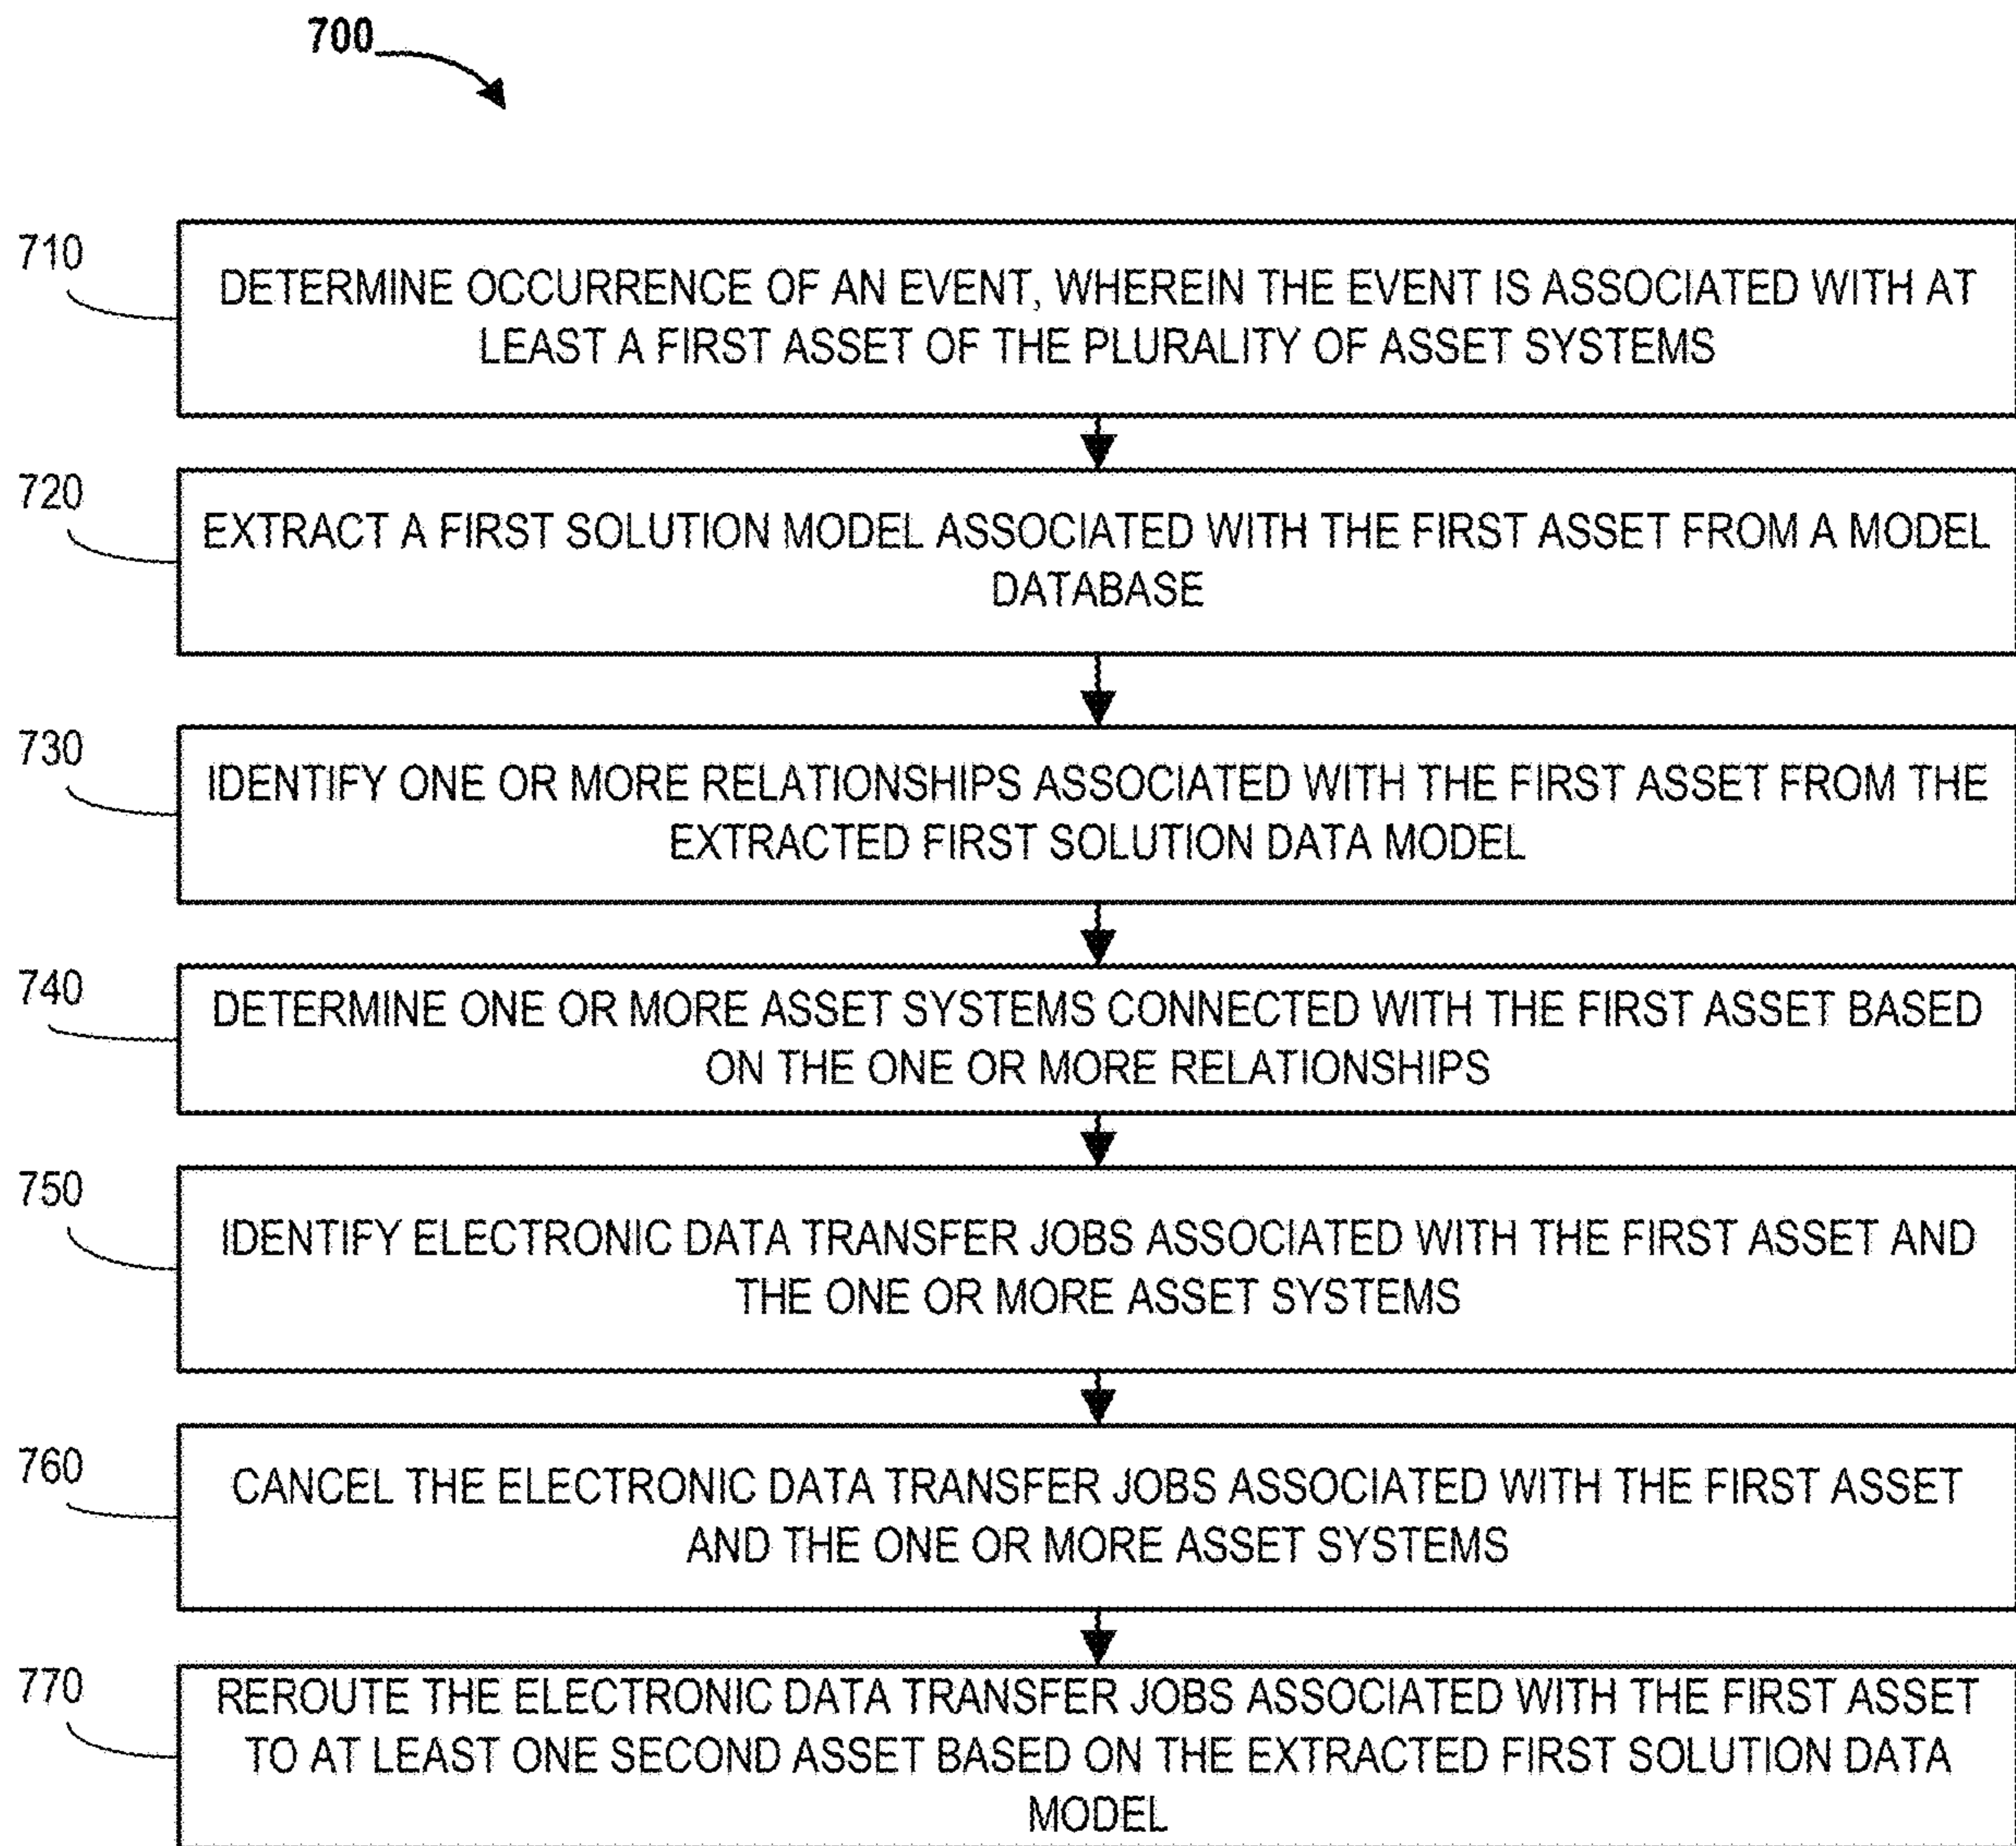 700
710
DETERMINE OCCURRENCE OF AN EVENT, WHEREIN THE EVENT IS ASSOCIATED WITH AT
LEAST A FIRST ASSET OF THE PLURALITY OF ASSET SYSTEMS
720
EXTRACT A FIRST SOLUTION MODEL ASSOCIATED WITH THE FIRST ASSET FROM A MODEL
DATABASE
730
IDENTIFY ONE OR MORE RELATIONSHIPS ASSOCIATED WITH THE FIRST ASSET FROM THE
EXTRACTED FIRST SOLUTION DATA MODEL
740
DETERMINE ONE OR MORE ASSET SYSTEMS CONNECTED WITH THE FIRST ASSET BASED
ON THE ONE OR MORE RELATIONSHIPS
750
IDENTIFY ELECTRONIC DATA TRANSFER JOBS ASSOCIATED WITH THE FIRST ASSET AND
THE ONE OR MORE ASSET SYSTEMS
760
CANCEL THE ELECTRONIC DATA TRANSFER JOBS ASSOCIATED WITH THE FIRST ASSET
AND THE ONE OR MORE ASSET SYSTEMS
770
REROUTE THE ELECTRONIC DATA TRANSFER JOBS ASSOCIATED WITH THE FIRST ASSET
TO AT LEAST ONE SECOND ASSET BASED ON THE EXTRACTED FIRST SOLUTION DATA
MODEL